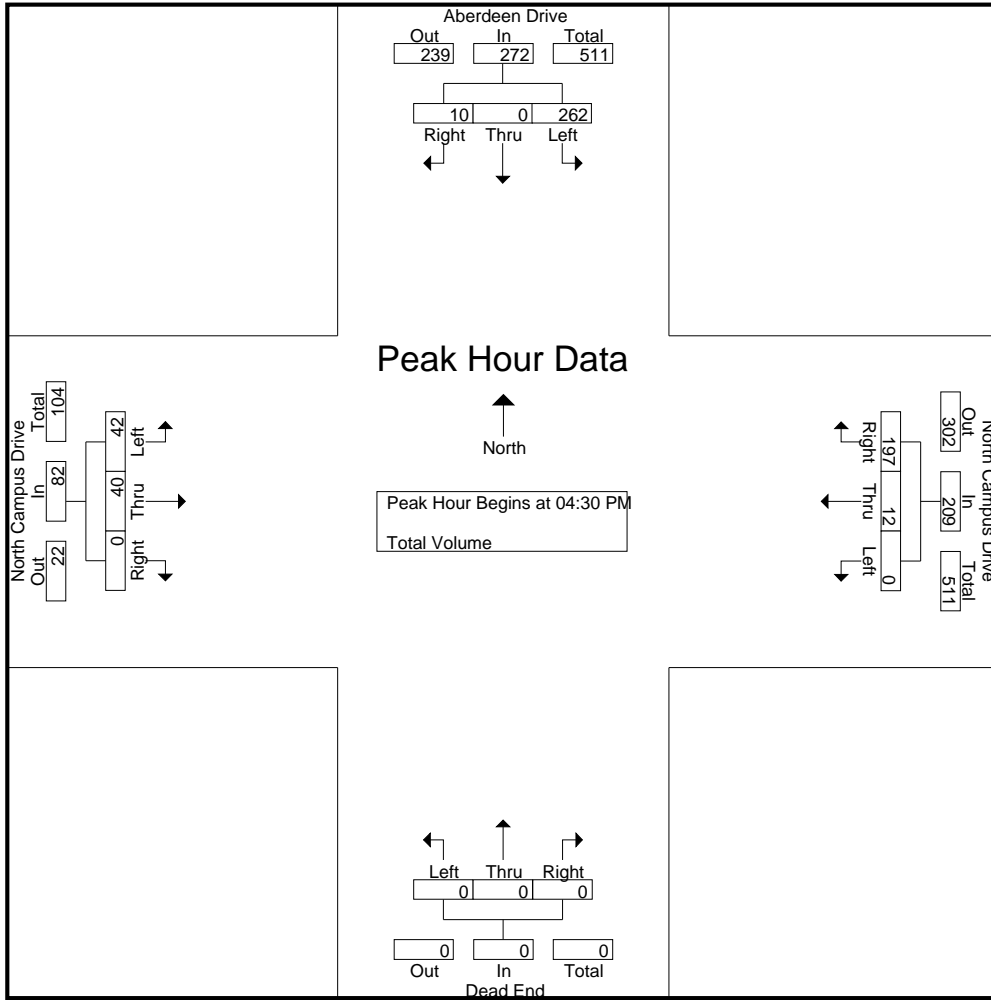 Aberdeen Drive
Out In Total
239 272 511
10 0 262
Right Thru Left
Peak Hour Data
North
Peak Hour Begins at 04:30 PM
Total Volume
North Campus Drive
Out In Total
22 82 104
42 40 0
Left Thru Right
North Campus Drive
Out In Total
302 209 511
197 12 0
Right Thru Left
Left Thru Right
0 0 0
0 0 0
Out In Total
Dead End